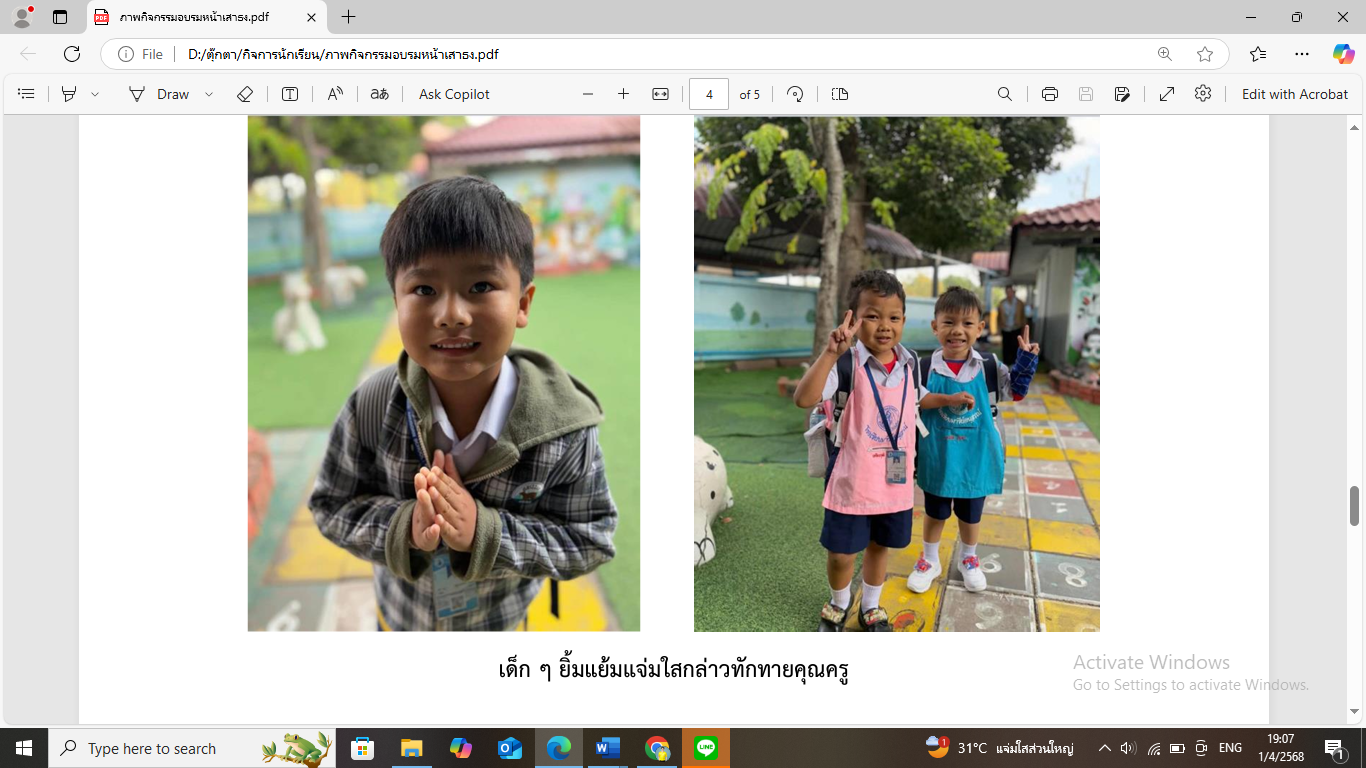 ภาพกิจกรรมอบรมหน้าเสาธง.pdf
File
D:/ตุ๊กตา/กิจการนักเรียน/ภาพกิจกรรมอบรมหน้าเสาธง.pdf
Draw
Ask Copilot
4 of 5
Edit with Acrobat
เด็ก ๆ ยิ้มแย้มแจ่มใสกล่าวทักทายคุณครู
Activate Windows
Go to Settings to activate Windows.
Type here to search
31°C แจ่มใสส่วนใหญ่
ENG
19:07
1/4/2568